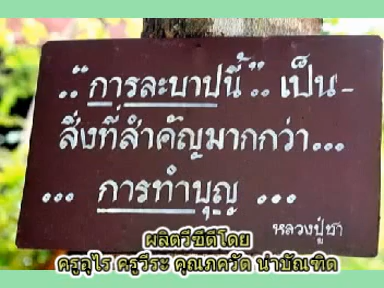 .."การละบาปนี้".. เป็น-
สิ่งที่สำคัญมากกว่า...
... การทำบุญ ...
หลวงปู่ชา
ผลิตวีซีดีโดย
ครูอุไร ครูวีระ คุณภควัต น่าบัณฑิต